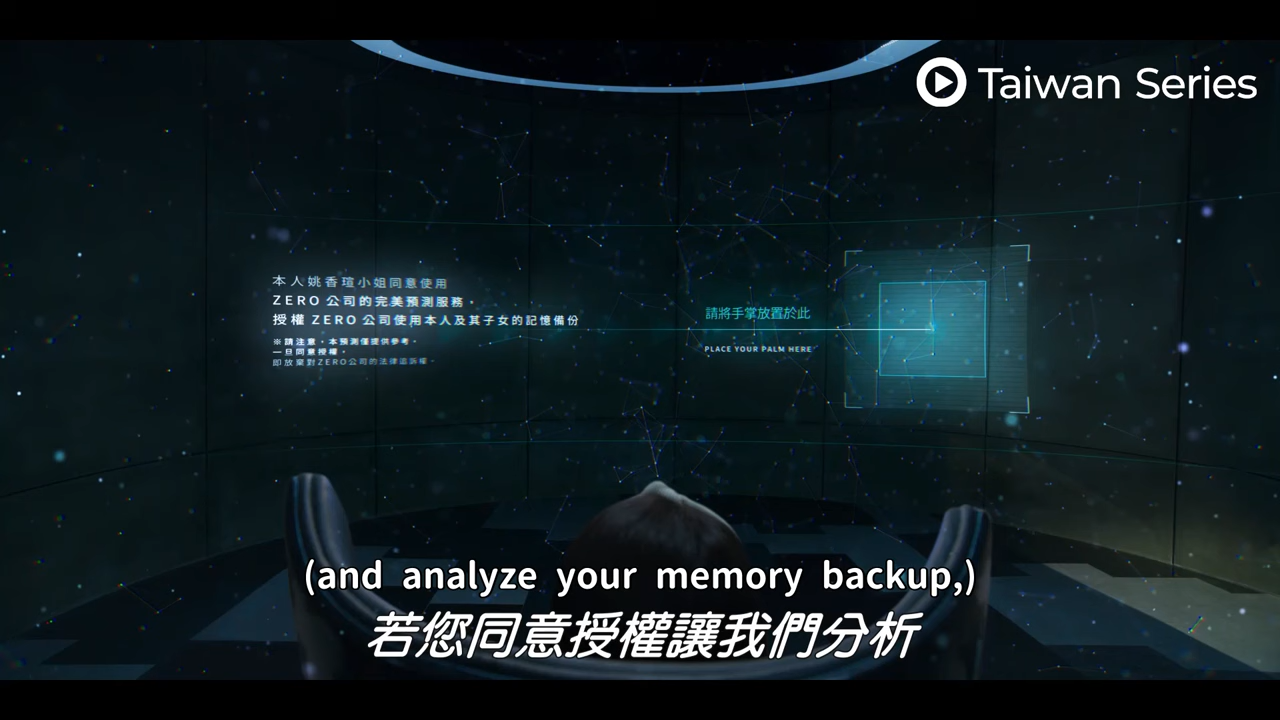 Taiwan Series
本人姚香瑄小姐同意使用
ZERO公司的完美預測服務。
授權 ZERO 公司使用本人及其子女的記憶備份
※請注意。本預測僅提供參考。
一旦同意授權。
即放棄對ZERO公司的法律追訴權。
請將手掌放置於此
PLACE YOUR PALM HERE
(and analyze your memory backup,)
若您同意授權讓我們分析